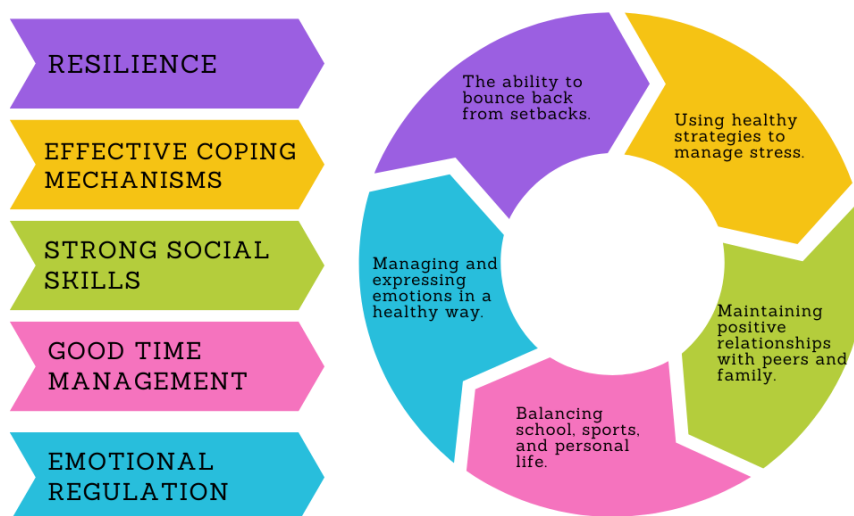 RESILIENCE
EFFECTIVE COPING
MECHANISMS
STRONG SOCIAL
SKILLS
GOOD TIME
MANAGEMENT
EMOTIONAL
REGULATION
The ability to
bounce back
from setbacks.
Using healthy
strategies to
manage stress.
Maintaining
positive
relationships
with peers and
family.
Balancing
school, sports,
and personal
life.
Managing and
expressing
emotions in a
healthy way.